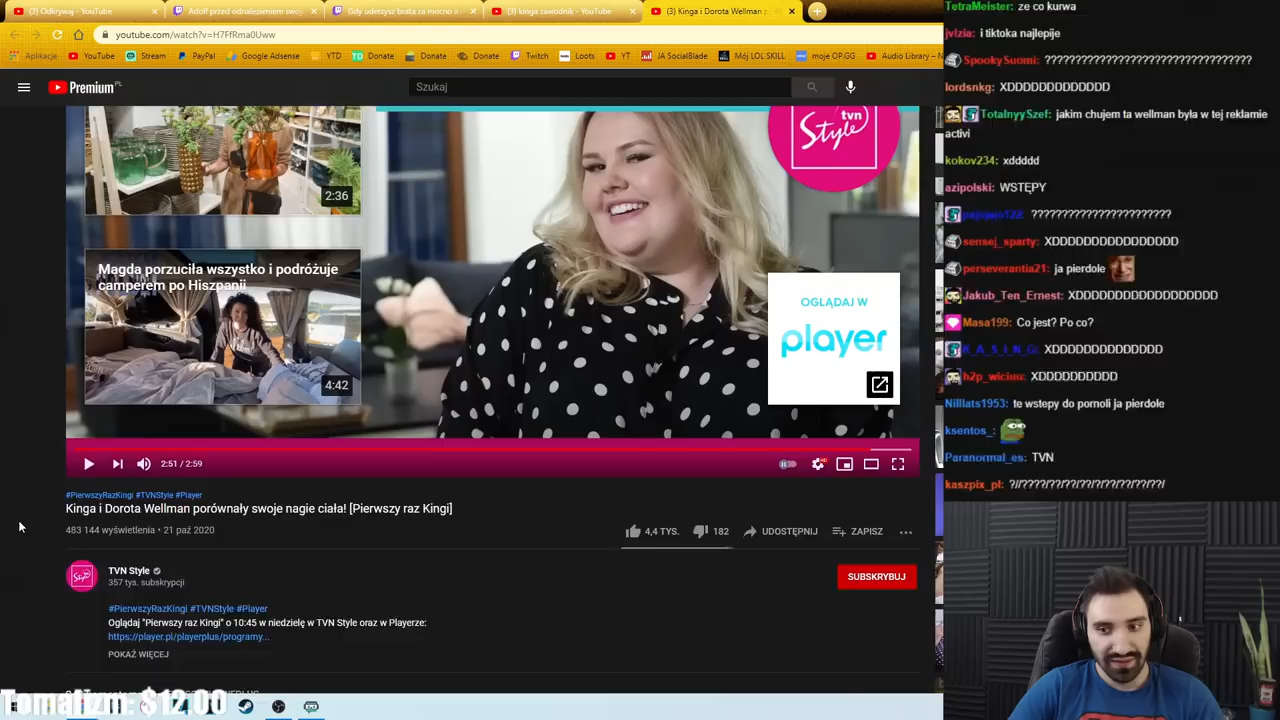 (3) Odkrywaj - YouTube
Adolf przed odnalezieniem swoje
Gdy uderzysz brata za mocno a
(3) kinga zawodnik - YouTube
(3) Kinga i Dorota Wellman p
youtube.com/watch?v=H7FfRma0Uww
Aplikacje
YouTube
Stream
PayPal
Google Adsense
YTD
Donate
Donate
Twitch
Loots
YT
JA SocialBlade
Mój LOL SKILL
moje OP.GG
Audio Library –
Premium PL
Szukaj
2:36
tvn
Style
Magda porzuciła wszystko i podróżuje
camperem po Hiszpanii
4:42
OGLĄDAJ W
player
2:51 / 2:59
#PierwszyRazKingi #TVNStyle #Player
Kinga i Dorota Wellman porównały swoje nagie ciała! [Pierwszy raz Kingi]
483 144 wyświetlenia • 21 paź 2020
4,4 TYS.
182
UDOSTĘPNIJ
ZAPISZ
Style
TVN Style
357 tys. subskrypcji
SUBSKRYBUJ
#PierwszyRazKingi #TVNStyle #Player
Oglądaj "Pierwszy raz Kingi" o 10:45 w niedzielę w TVN Style oraz w Playerze:
https://player.pl/playerplus/programy...
POKAŻ WIĘCEJ
$12.00
TetraMeister: ze co kurwa
jvlzia: i tiktoka najlepije
SpookySuomi: ????????????????????????????????
lordsnkg: XDDDDDDDDDDDD
TotalnyySzef: jakim chujem ta wellman była w tej reklamie
activi
kokov234: xddddd
azipolski: WSTĘPY
pajojajo122: ??????????????????????
sensej_sparty: XDDDDDDDDDDDDDDDD
perseverantia21: ja pierdole
Jakub_Ten_Ernest: XDDDDDDDDDDDDDDDDDD
Masa199: Co jest? Po co?
XDDDDDDDDDDDDD
h2p_wicimx: XDDDDDDDDDD
Nilllats1953: te wstepy do pornoli ja pierdole
ksentos_:
Paranormal_es: TVN
kaszpix_pl: ?//????/??/??/??/?/??/??/??/??/